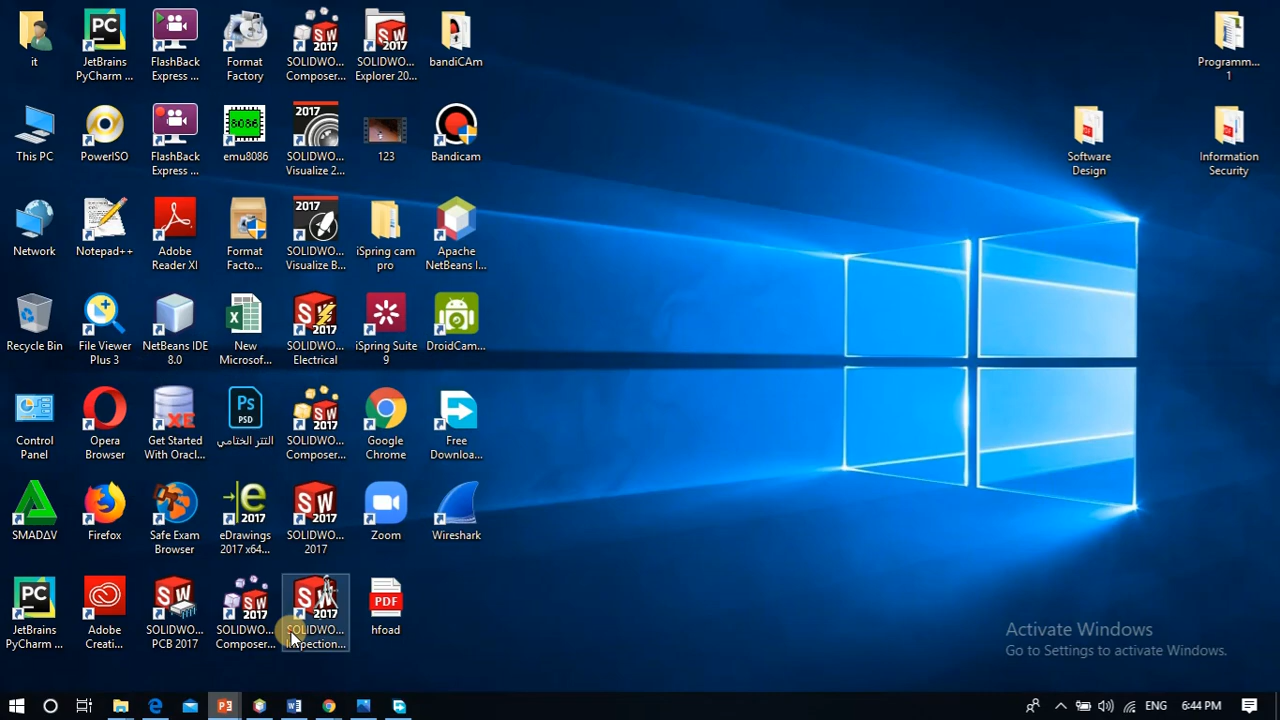 it
JetBrains
PyCharm ...
FlashBack
Express ...
Format
Factory
SOLIDWO...
Composer...
SOLIDWO...
Explorer 20...
bandiCAm
Programm...
1
This PC
PowerISO
FlashBack
Express ...
emu8086
SOLIDWO...
Visualize 2...
123
Bandicam
Software
Design
Information
Security
Network
Notepad++
Adobe
Reader XI
Format
Facto...
SOLIDWO...
Visualize B...
iSpring cam
pro
Apache
NetBeans I...
Recycle Bin
File Viewer
Plus 3
NetBeans IDE
8.0
New
Microsof...
SOLIDWO...
Electrical
iSpring Suite
9
DroidCam...
Control
Panel
Opera
Browser
Get Started
With Oracl...
التتر الختامي
SOLIDWO...
Composer...
Google
Chrome
Free
Downloa...
SMADΔV
Firefox
Safe Exam
Browser
eDrawings
2017 x64...
SOLIDWO...
2017
Zoom
Wireshark
JetBrains
PyCharm ...
Adobe
Creati...
SOLIDWO...
PCB 2017
SOLIDWO...
Composer...
SOLIDWO...
Inspection...
hfoad
Activate Windows
Go to Settings to activate Windows.
ENG
6:44 PM